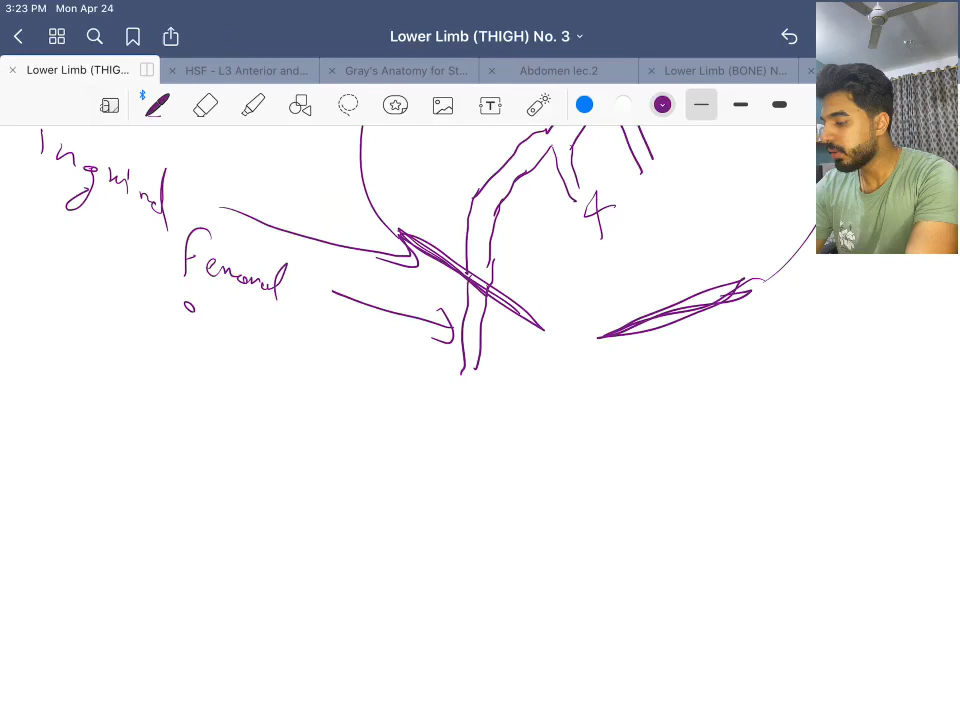 3:23 PM Mon Apr 24
Lower Limb (THIGH) No. 3
Lower Limb (THIG...
HSF - L3 Anterior and...
Gray's Anatomy for St...
Abdomen lec.2
Lower Limb (BONE) N...
T
Femoral
4